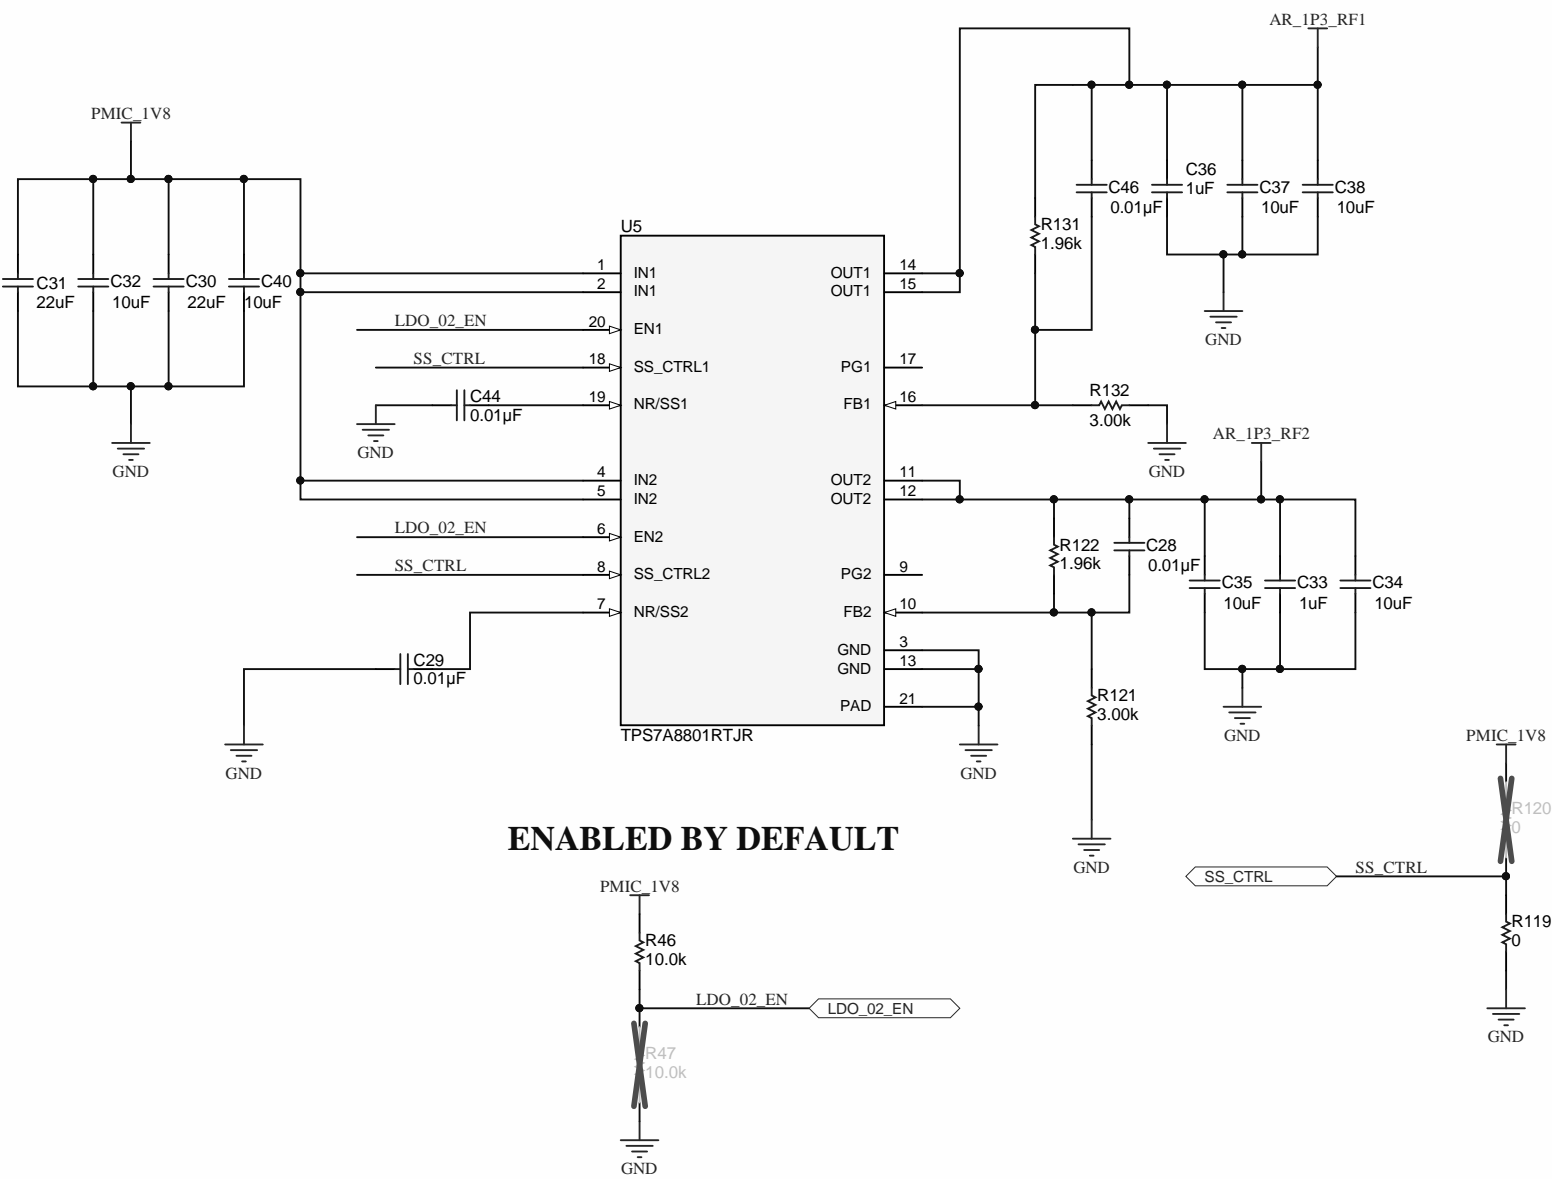 AR_1P3_RF1
PMIC_1V8
C31
22uF
C32
10uF
C30
22uF
C40
10uF
GND
U5
1 IN1
2 IN1
LDO_02_EN 20 EN1
SS_CTRL 18 SS_CTRL1
C44
0.01µF
19 NR/SS1
GND
4 IN2
5 IN2
LDO_02_EN 6 EN2
SS_CTRL 8 SS_CTRL2
7 NR/SS2
C29
0.01µF
GND
OUT1 14
OUT1 15
PG1 17
FB1 16
OUT2 11
OUT2 12
PG2 9
FB2 10
GND 3
GND 13
PAD 21
TPS7A8801RTJR
GND
R131
1.96k
C46
0.01µF
C36
1uF
C37
10uF
C38
10uF
GND
R132
3.00k
GND
AR_1P3_RF2
R122
1.96k
C28
0.01µF
C35
10uF
C33
1uF
C34
10uF
GND
R121
3.00k
GND
PMIC_1V8
R120
0
SS_CTRL
SS_CTRL
R119
0
GND
ENABLED BY DEFAULT
PMIC_1V8
R46
10.0k
LDO_02_EN
LDO_02_EN
R47
10.0k
GND